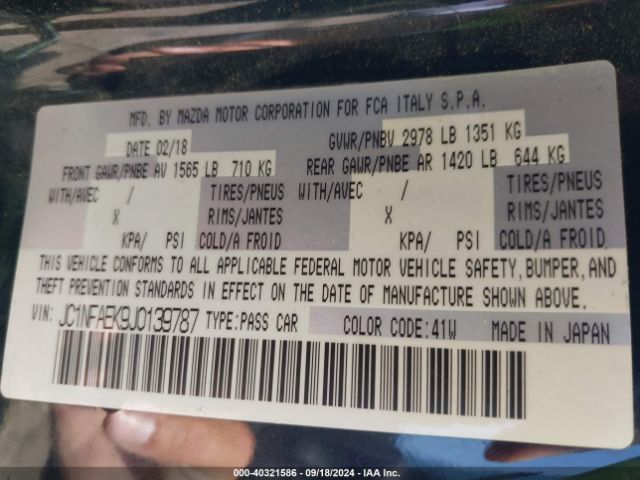 MFD. BY MAZDA MOTOR CORPORATION FOR FCA ITALY S.P.A.
DATE 02/18 GVWR/PNBV 2978 LB 1351 KG
FRONT GAWR/PNBE AV 1565 LB 710 KG REAR GAWR/PNBE AR 1420 LB 644 KG
WITH/AVEC / TIRES/PNEUS WITH/AVEC / TIRES/PNEUS
X RIMS/JANTES X RIMS/JANTES
KPA/ PSI COLD/A FROID KPA/ PSI COLD/A FROID
THIS VEHICLE CONFORMS TO ALL APPLICABLE FEDERAL MOTOR VEHICLE SAFETY, BUMPER, AND
THEFT PREVENTION STANDARDS IN EFFECT ON THE DATE OF MANUFACTURE SHOWN ABOVE.
VIN: JC1NFAEK9J0139787 TYPE:PASS CAR COLOR CODE:41W MADE IN JAPAN
000-40321586 - 09/18/2024 - IAA Inc.